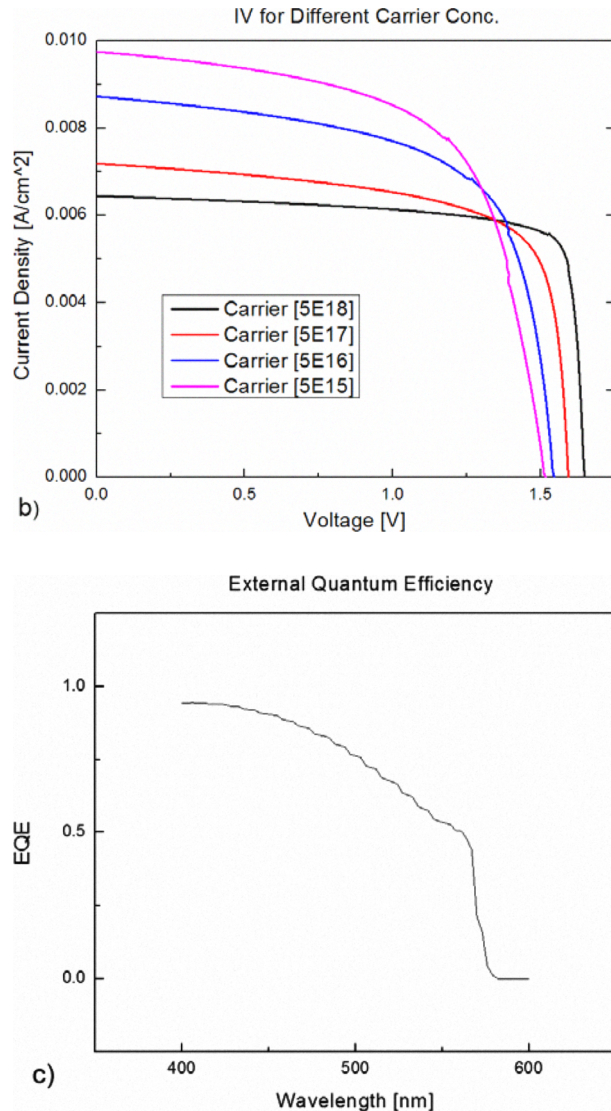 IV for Different Carrier Conc.
0.010
0.008
0.006
0.004
0.002
0.000
Current Density [A/cm^2]
Carrier [5E18]
Carrier [5E17]
Carrier [5E16]
Carrier [5E15]
0.0 0.5 1.0 1.5
b) Voltage [V]
External Quantum Efficiency
1.0
0.5
0.0
EQE
400 500 600
c) Wavelength [nm]